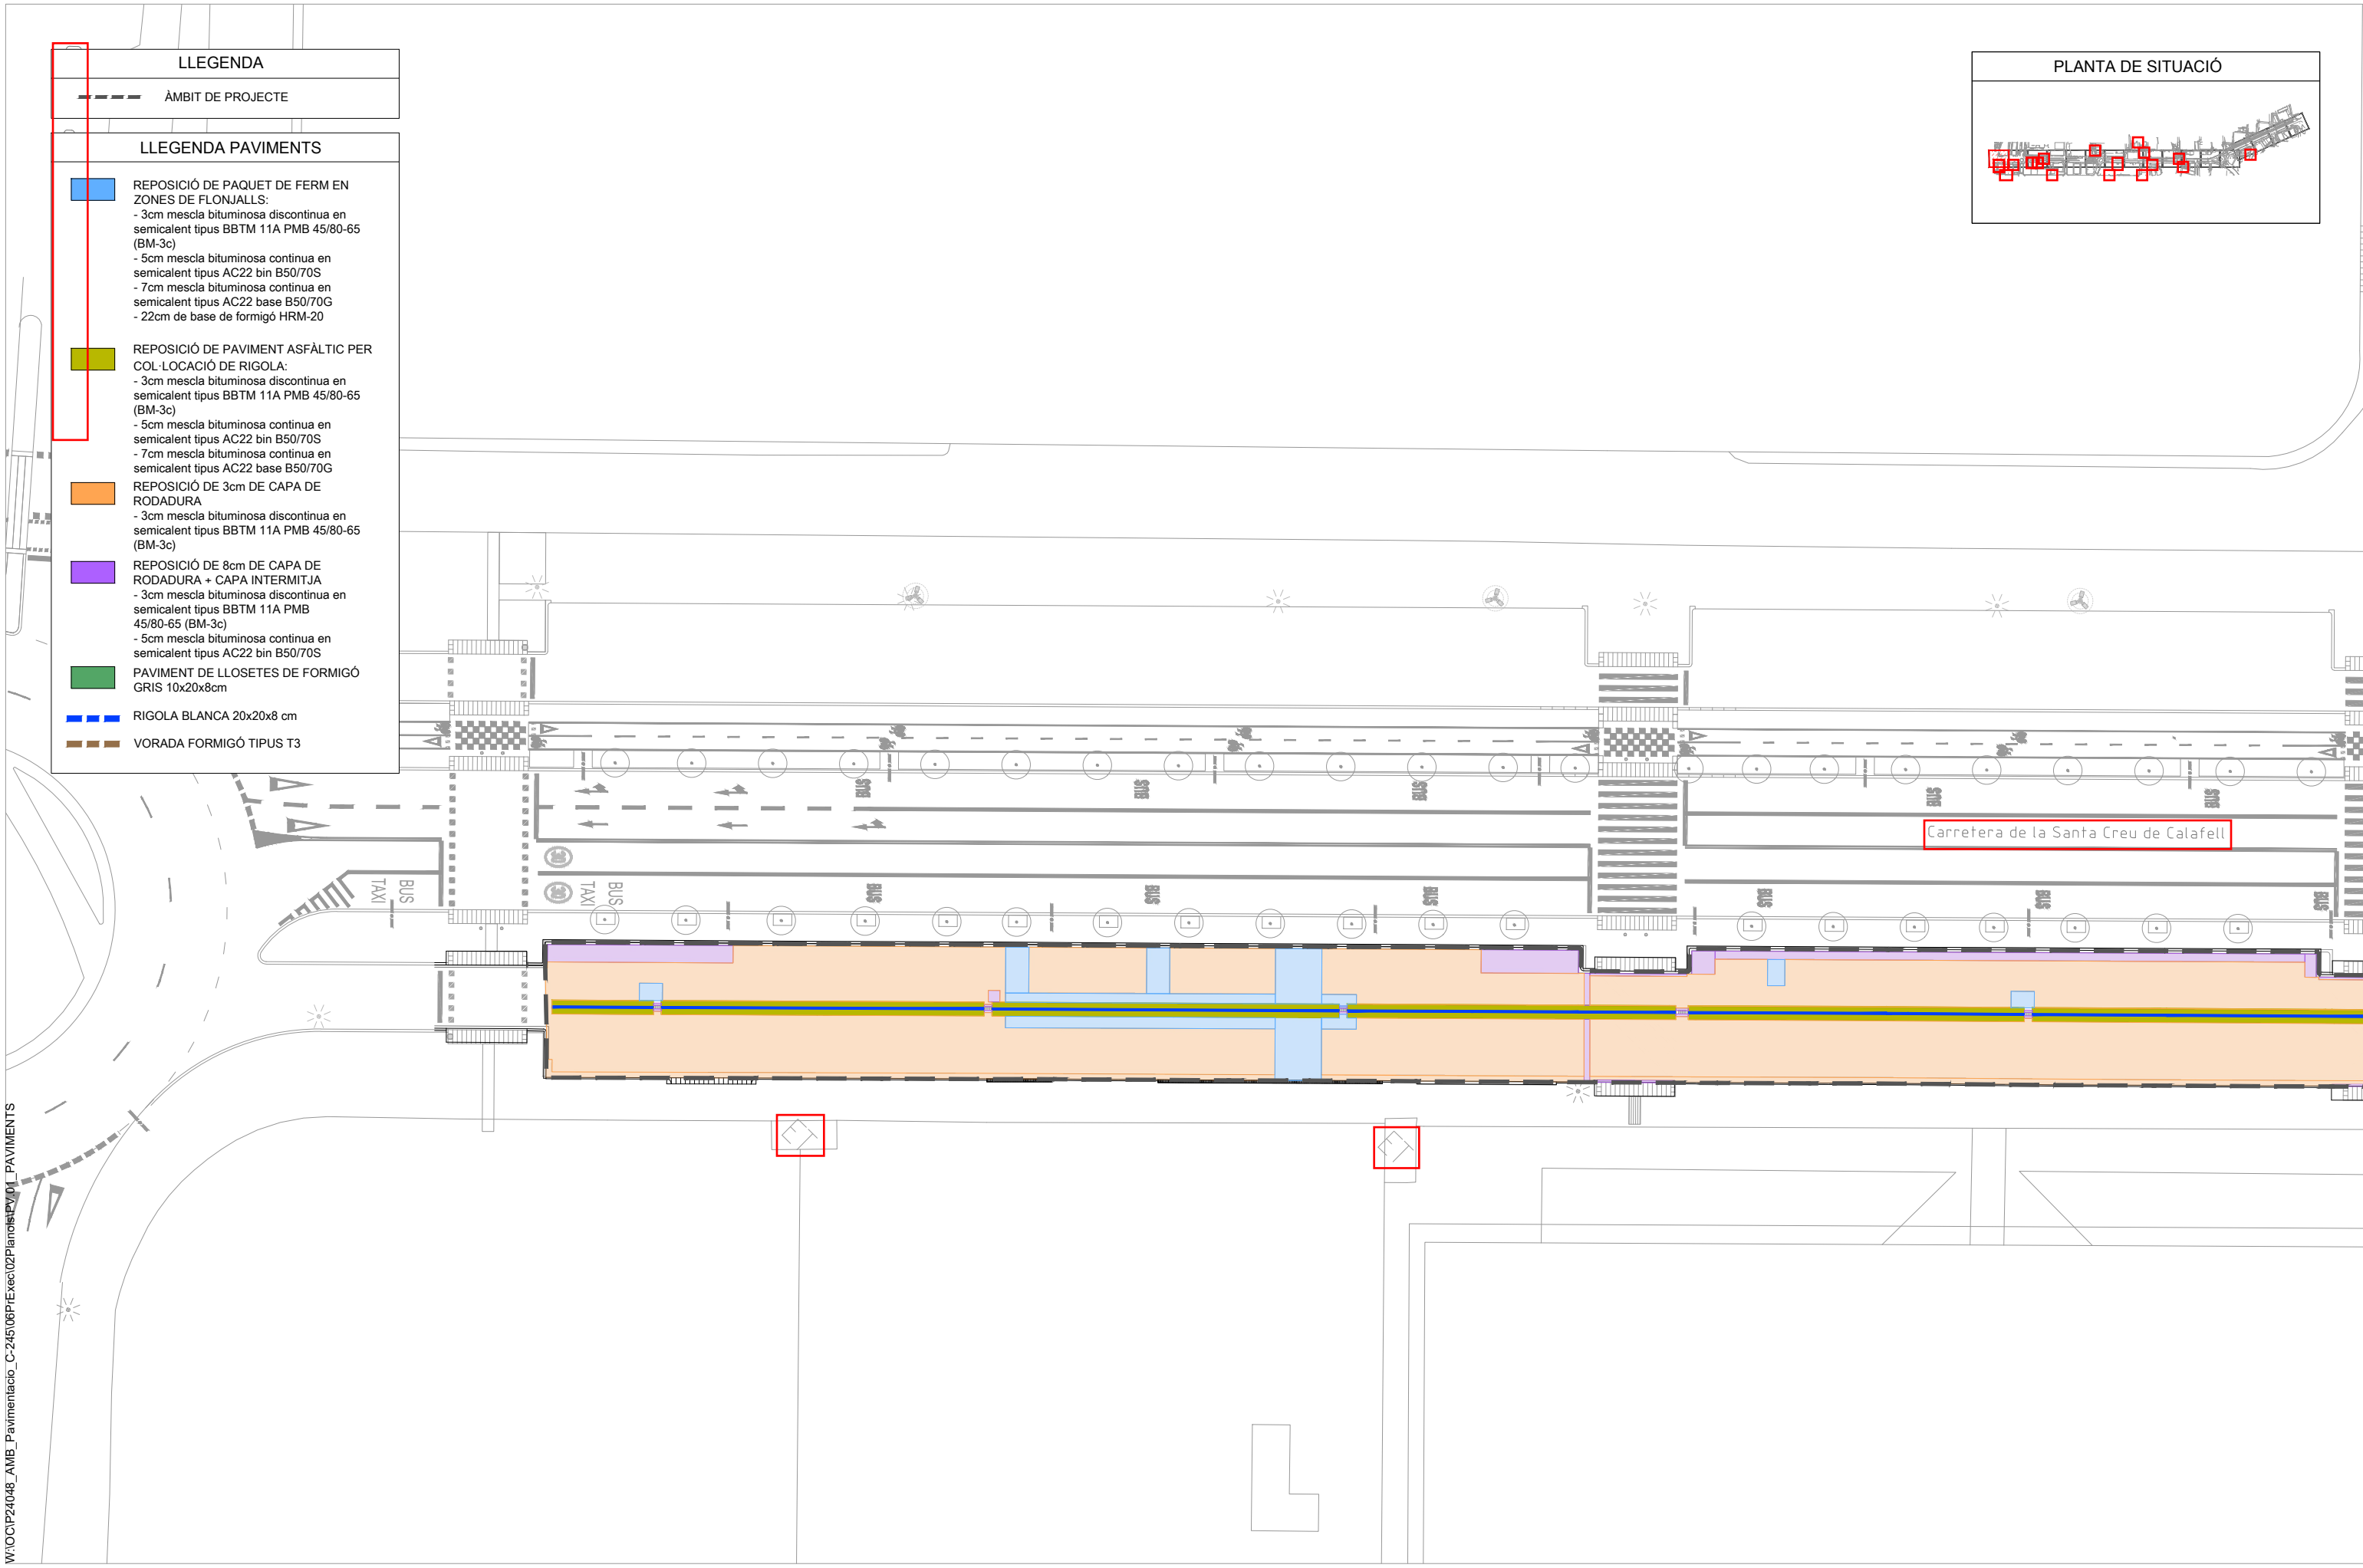 LLEGENDA
ÀMBIT DE PROJECTE
LLEGENDA PAVIMENTS
REPOSICIÓ DE PAQUET DE FERM EN
ZONES DE FLONJALLS:
- 3cm mescla bituminosa discontinua en
semicalent tipus BBTM 11A PMB 45/80-65
(BM-3c)
- 5cm mescla bituminosa continua en
semicalent tipus AC22 bin B50/70S
- 7cm mescla bituminosa continua en
semicalent tipus AC22 base B50/70G
- 22cm de base de formigó HRM-20
REPOSICIÓ DE PAVIMENT ASFÀLTIC PER
COL·LOCACIÓ DE RIGOLA:
- 3cm mescla bituminosa discontinua en
semicalent tipus BBTM 11A PMB 45/80-65
(BM-3c)
- 5cm mescla bituminosa continua en
semicalent tipus AC22 bin B50/70S
- 7cm mescla bituminosa continua en
semicalent tipus AC22 base B50/70G
REPOSICIÓ DE 3cm DE CAPA DE
RODADURA
- 3cm mescla bituminosa discontinua en
semicalent tipus BBTM 11A PMB 45/80-65
(BM-3c)
REPOSICIÓ DE 8cm DE CAPA DE
RODADURA + CAPA INTERMITJA
- 3cm mescla bituminosa discontinua en
semicalent tipus BBTM 11A PMB
45/80-65 (BM-3c)
- 5cm mescla bituminosa continua en
semicalent tipus AC22 bin B50/70S
PAVIMENT DE LLOSETES DE FORMIGÓ
GRIS 10x20x8cm
RIGOLA BLANCA 20x20x8 cm
VORADA FORMIGÓ TIPUS T3
PLANTA DE SITUACIÓ
BUS
BUS
BUS
BUS
BUS
Carretera de la Santa Creu de Calafell
BUS
TAXI
BUS
TAXI
BUS
BUS
BUS
BUS
BUS
BUS
W:\OC\P24048_AMB_Pavimentacio_C-245\06PrExec\02Planols\PV\01_PAVIMENTS